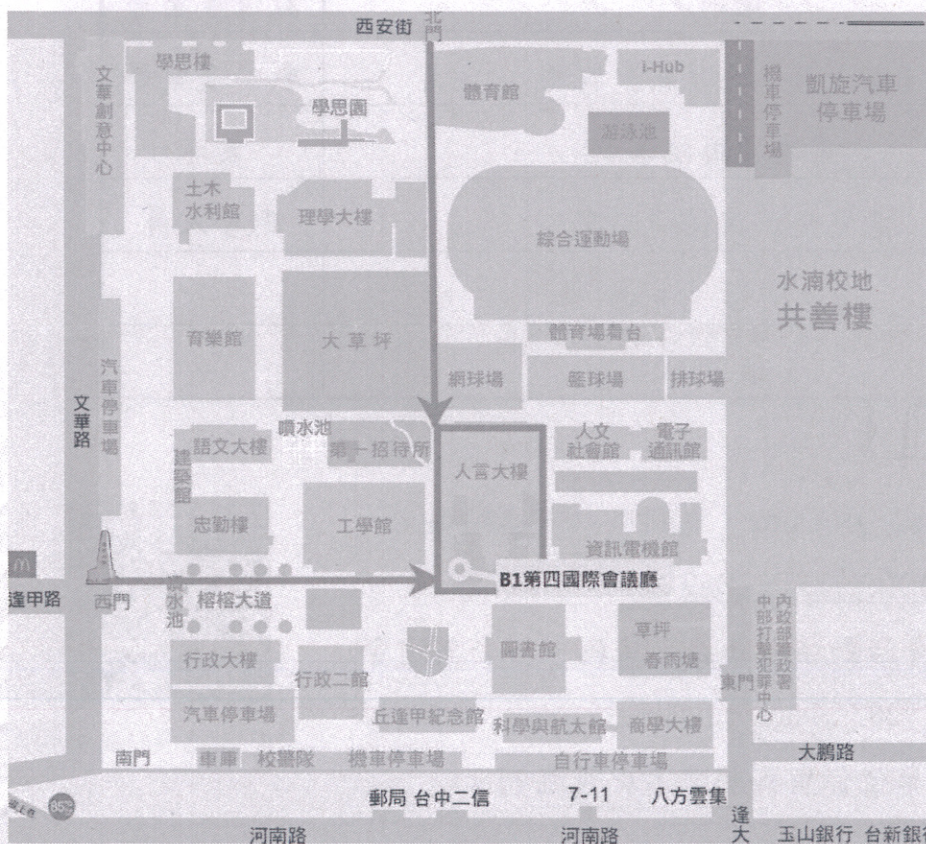 西安街
北門
學思樓
i-Hub
體育館
機車停車場
凱旋汽車
停車場
文華創意中心
學思園
游泳池
土木
水利館
理學大樓
綜合運動場
水湳校地
共善樓
體育場看台
育樂館
大草坪
網球場
籃球場
排球場
汽車停車場
文華路
噴水池
語文大樓
第一招待所
人言大樓
人文
社會館
電子
通訊館
建築館
忠勤樓
工學館
資訊電機館
B1第四國際會議廳
逢甲路
西門
噴水池
榕榕大道
內政部警政署
中部打擊犯罪中心
行政大樓
行政二館
圖書館
草坪
春雨塘
東門
汽車停車場
丘逢甲紀念館
科學與航太館
商學大樓
大鵬路
南門
車庫
校警隊
機車停車場
自行車停車場
郵局
台中二信
7-11
八方雲集
85
逢大
河南路
河南路
玉山銀行
台新銀行